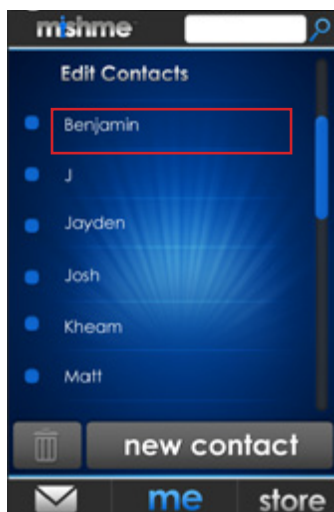 mishme
Edit Contacts
Benjamin
J
Jayden
Josh
Kheam
Matt
new contact
me
store